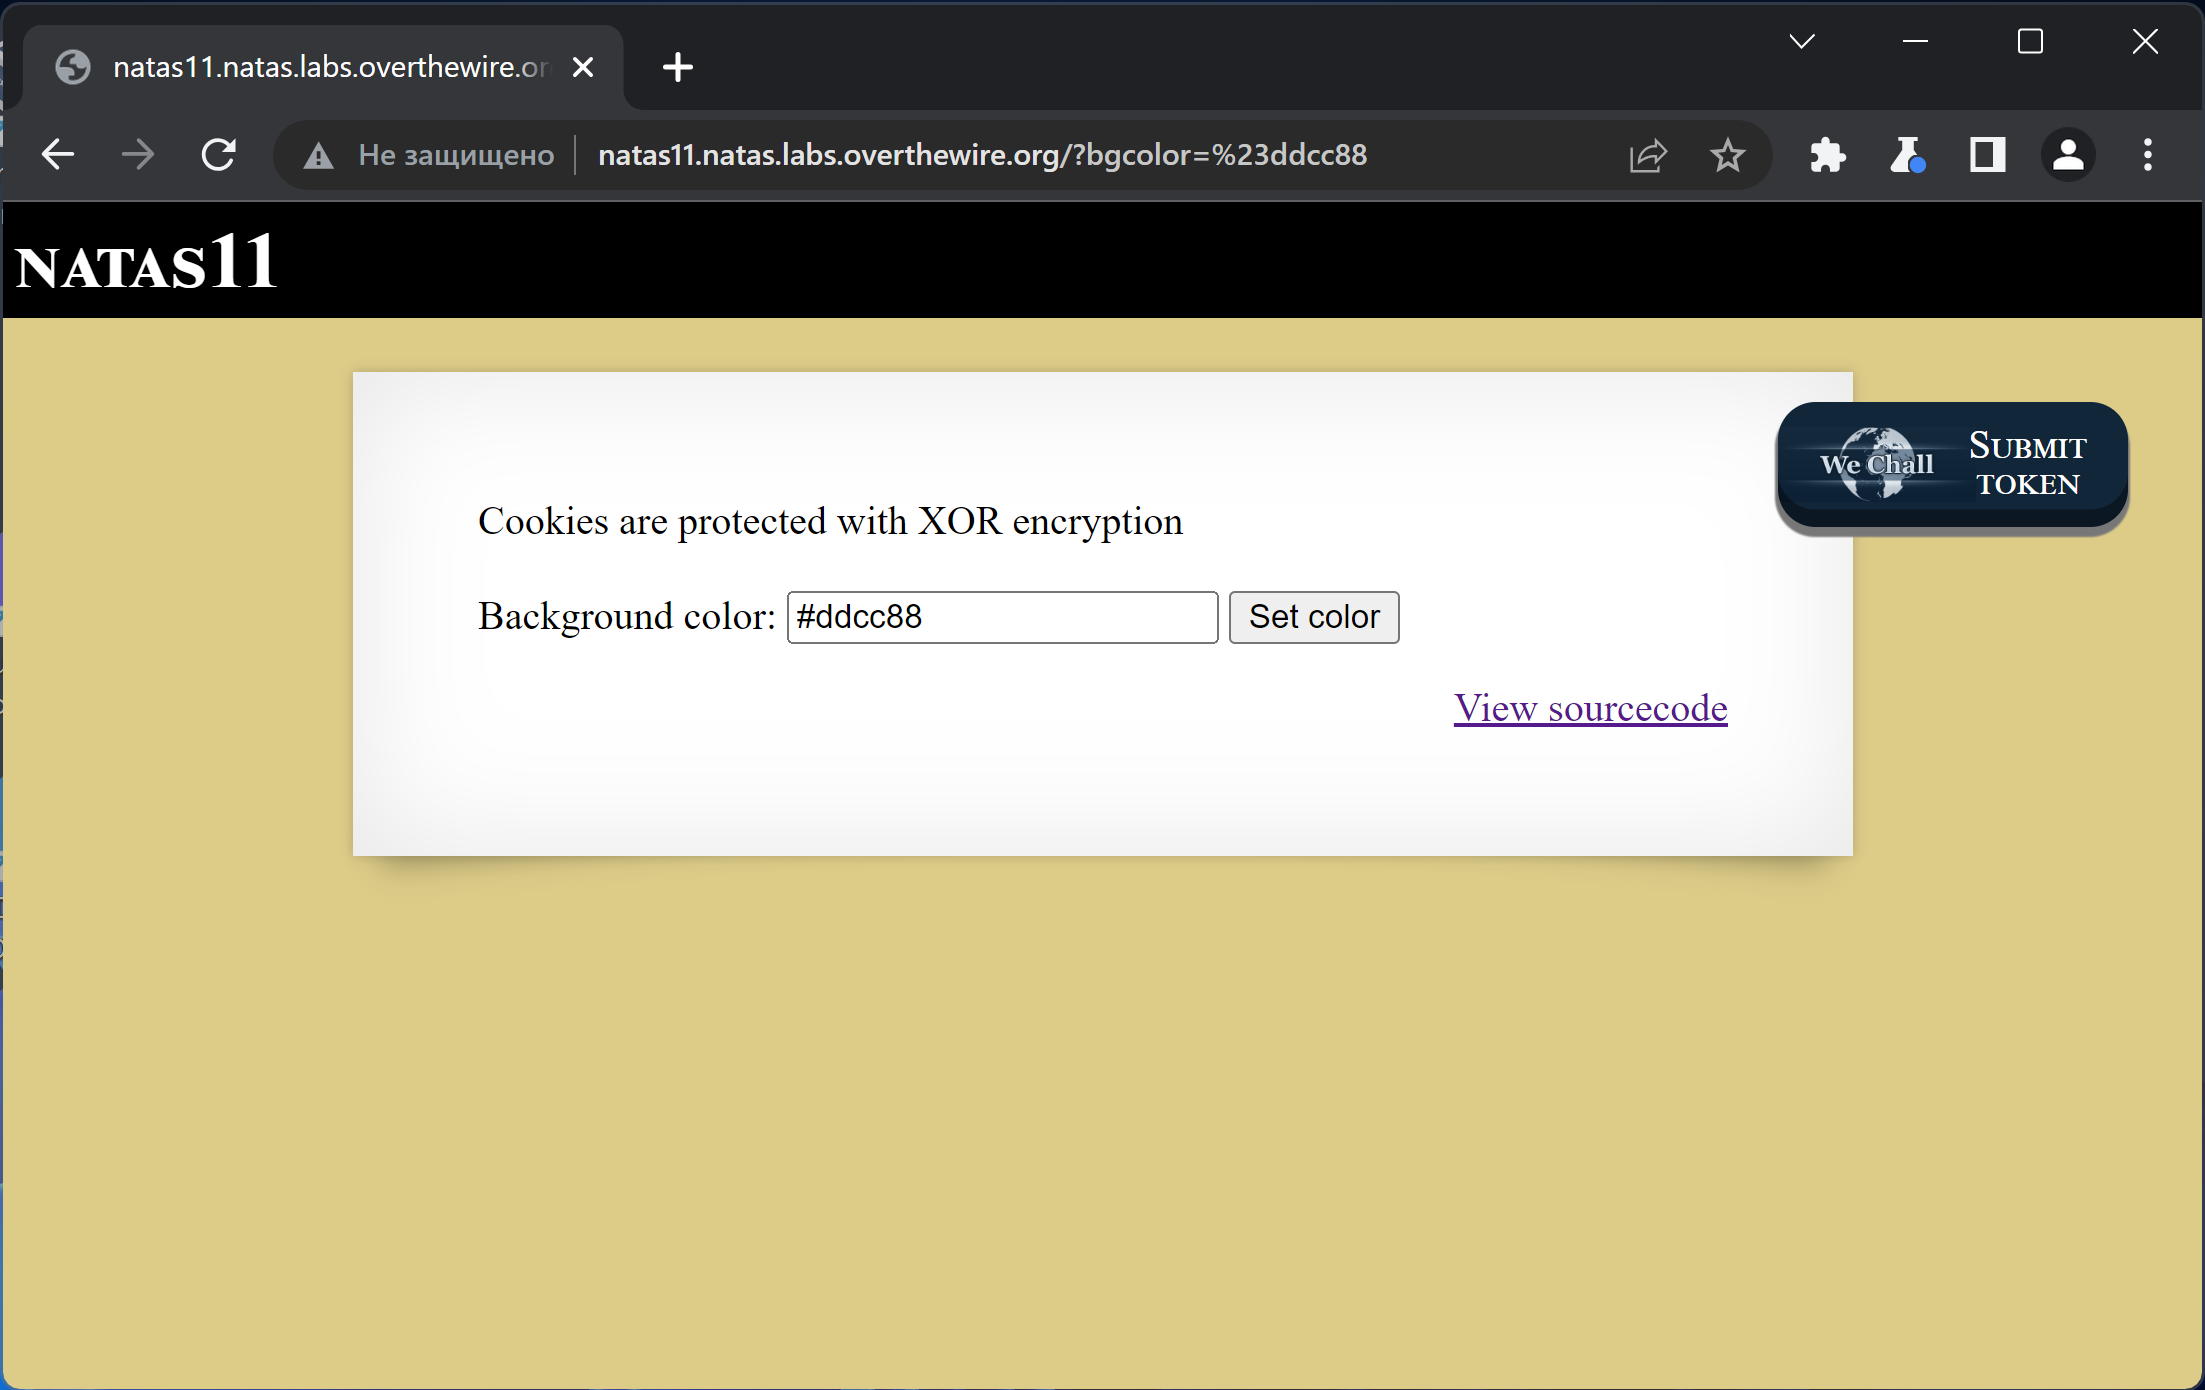 natas11.natas.labs.overthewire.or
Не защищено natas11.natas.labs.overthewire.org/?bgcolor=%23ddcc88
NATAS11
We Chall SUBMIT TOKEN
Cookies are protected with XOR encryption
Background color: #ddcc88 Set color
View sourcecode